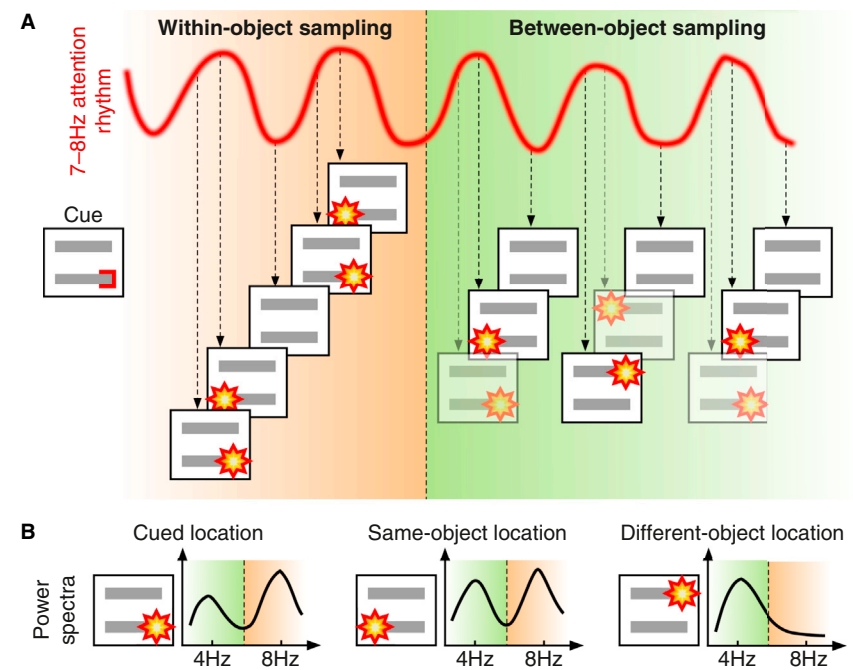 A
Within-object sampling
Between-object sampling
7–8Hz attention
rhythm
Cue
B
Cued location
Same-object location
Different-object location
Power
spectra
4Hz 8Hz
4Hz 8Hz
4Hz 8Hz